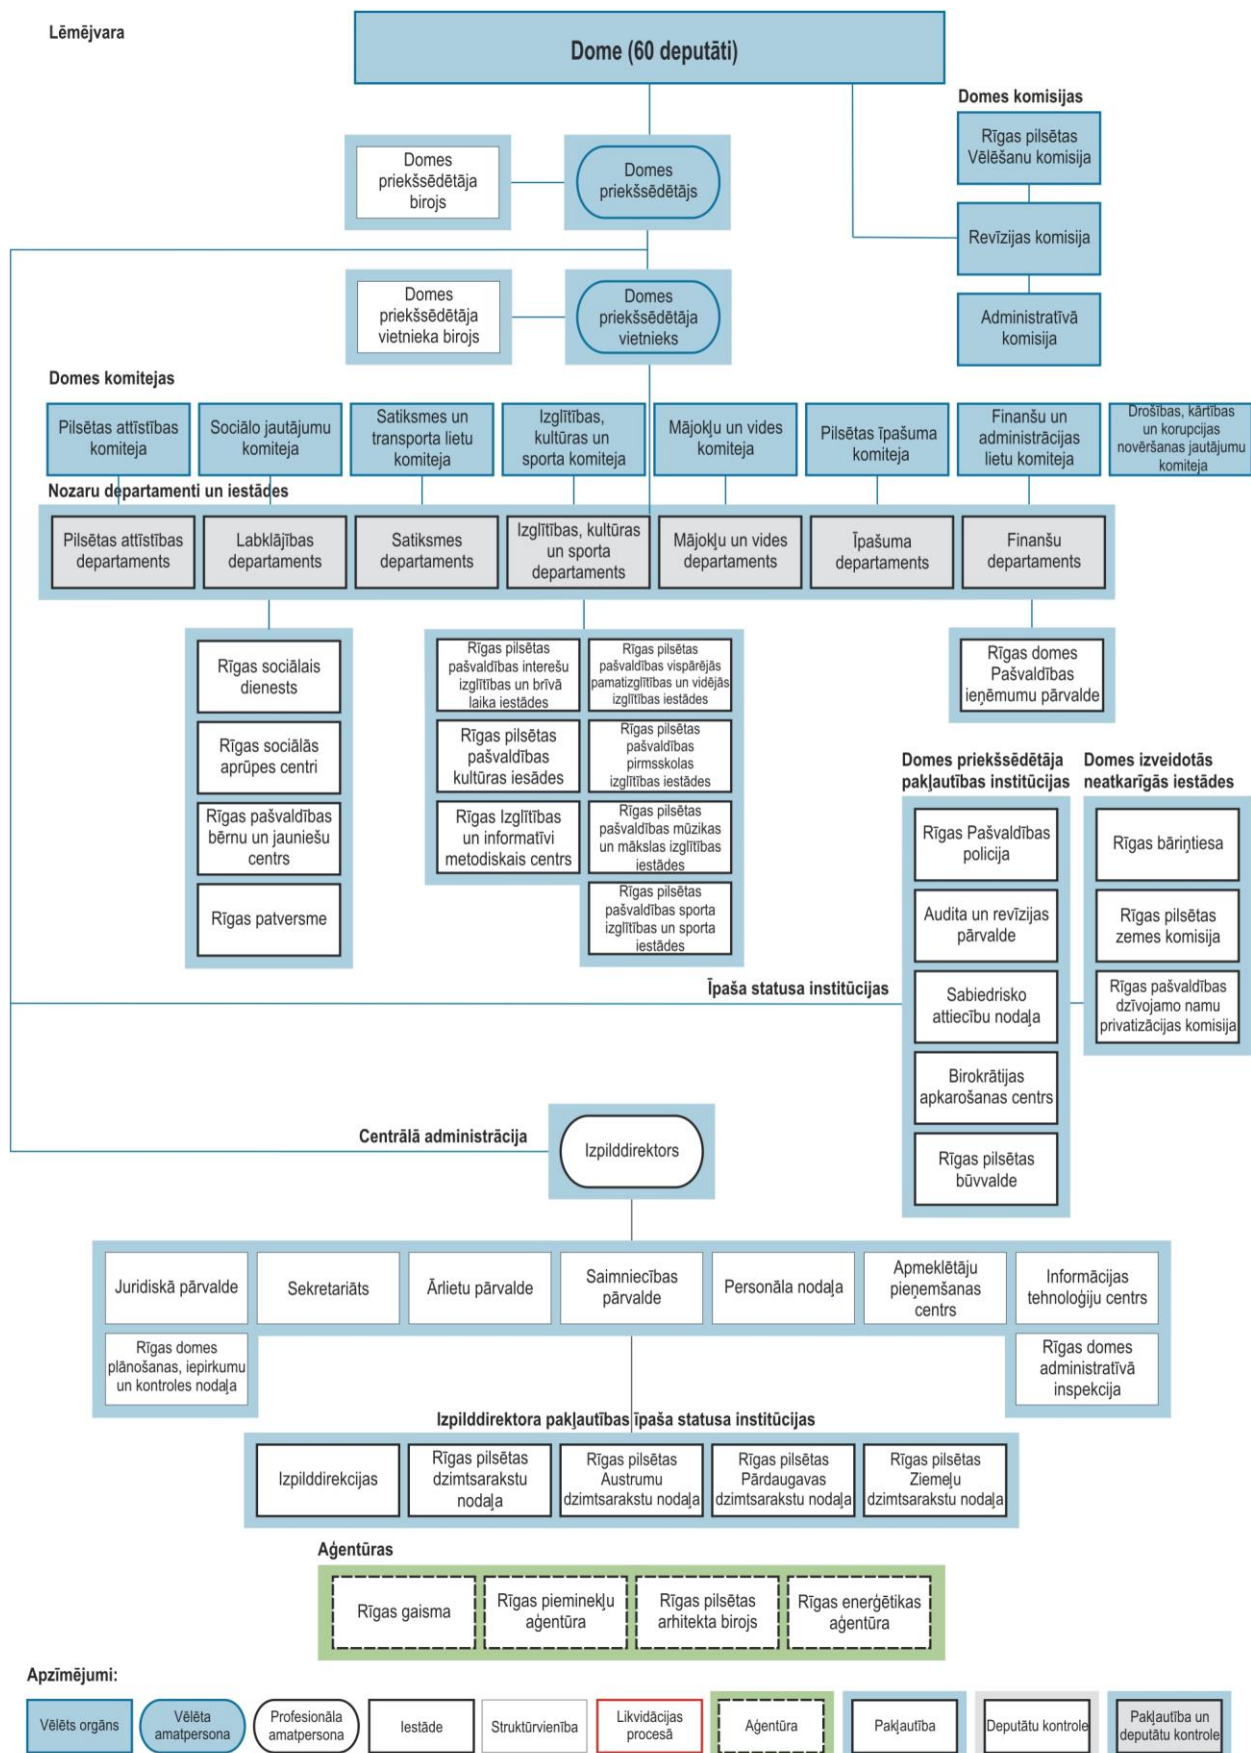 Lēmējvara
Dome (60 deputāti)
Domes komisijas
Rīgas pilsētas
Vēlēšanu komisija
Revīzijas komisija
Administratīvā
komisija
Domes
priekšsēdētāja
birojs
Domes
priekšsēdētājs
Domes
priekšsēdētāja
vietnieka birojs
Domes
priekšsēdētāja
vietnieks
Domes komitejas
Pilsētas attīstības
komiteja
Sociālo jautājumu
komiteja
Satiksmes un
transporta lietu
komiteja
Izglītības,
kultūras un
sporta komiteja
Mājokļu un vides
komiteja
Pilsētas īpašuma
komiteja
Finanšu un
administrācijas
lietu komiteja
Drošības, kārtības
un korupcijas
novēršanas jautājumu
komiteja
Nozaru departamenti un iestādes
Pilsētas attīstības
departaments
Labklājības
departaments
Satiksmes
departaments
Izglītības, kultūras
un sporta
departaments
Mājokļu un vides
departaments
Īpašuma
departaments
Finanšu
departaments
Rīgas sociālais
dienests
Rīgas sociālās
aprūpes centri
Rīgas pašvaldības
bērnu un jauniešu
centrs
Rīgas patversme
Rīgas pilsētas
pašvaldības interešu
izglītības un brīvā
laika iestādes
Rīgas pilsētas
pašvaldības
kultūras iesādes
Rīgas Izglītības
un informatīvi
metodiskais centrs
Rīgas pilsētas
pašvaldības vispārējās
pamatizglītības un vidējās
izglītības iestādes
Rīgas pilsētas
pašvaldības
pirmsskolas
izglītības iestādes
Rīgas pilsētas
pašvaldības mūzikas
un mākslas izglītības
iestādes
Rīgas pilsētas
pašvaldības sporta
izglītības un sporta
iestādes
Rīgas domes
Pašvaldības
ieņēmumu pārvalde
Domes priekšsēdētāja
pakļautības institūcijas
Rīgas Pašvaldības
policija
Audita un revīzijas
pārvalde
Sabiedrisko
attiecību nodaļa
Birokrātijas
apkarošanas centrs
Rīgas pilsētas
būvvalde
Domes izveidotās
neatkarīgās iestādes
Rīgas bāriņtiesa
Rīgas pilsētas
zemes komisija
Rīgas pašvaldības
dzīvojamo namu
privatizācijas komisija
Īpaša statusa institūcijas
Centrālā administrācija
Izpilddirektors
Juridiskā pārvalde
Sekretariāts
Ārlietu pārvalde
Saimniecības
pārvalde
Personāla nodaļa
Apmeklētāju
pieņemšanas
centrs
Informācijas
tehnoloģiju centrs
Rīgas domes
plānošanas, iepirkumu
un kontroles nodaļa
Rīgas domes
administratīvā
inspekcija
Izpilddirektora pakļautības īpaša statusa institūcijas
Izpilddirekcijas
Rīgas pilsētas
dzimtsarakstu
nodaļa
Rīgas pilsētas
Austrumu
dzimtsarakstu nodaļa
Rīgas pilsētas
Pārdaugavas
dzimtsarakstu nodaļa
Rīgas pilsētas
Ziemeļu
dzimtsarakstu nodaļa
Aģentūras
Rīgas gaisma
Rīgas pieminekļu
aģentūra
Rīgas pilsētas
arhitekta birojs
Rīgas enerģētikas
aģentūra
Apzīmējumi:
Vēlēts orgāns
Vēlēta
amatpersona
Profesionāla
amatpersona
Iestāde
Struktūrvienība
Likvidācijas
procesā
Aģentūra
Pakļautība
Deputātu kontrole
Pakļautība un
deputātu kontrole